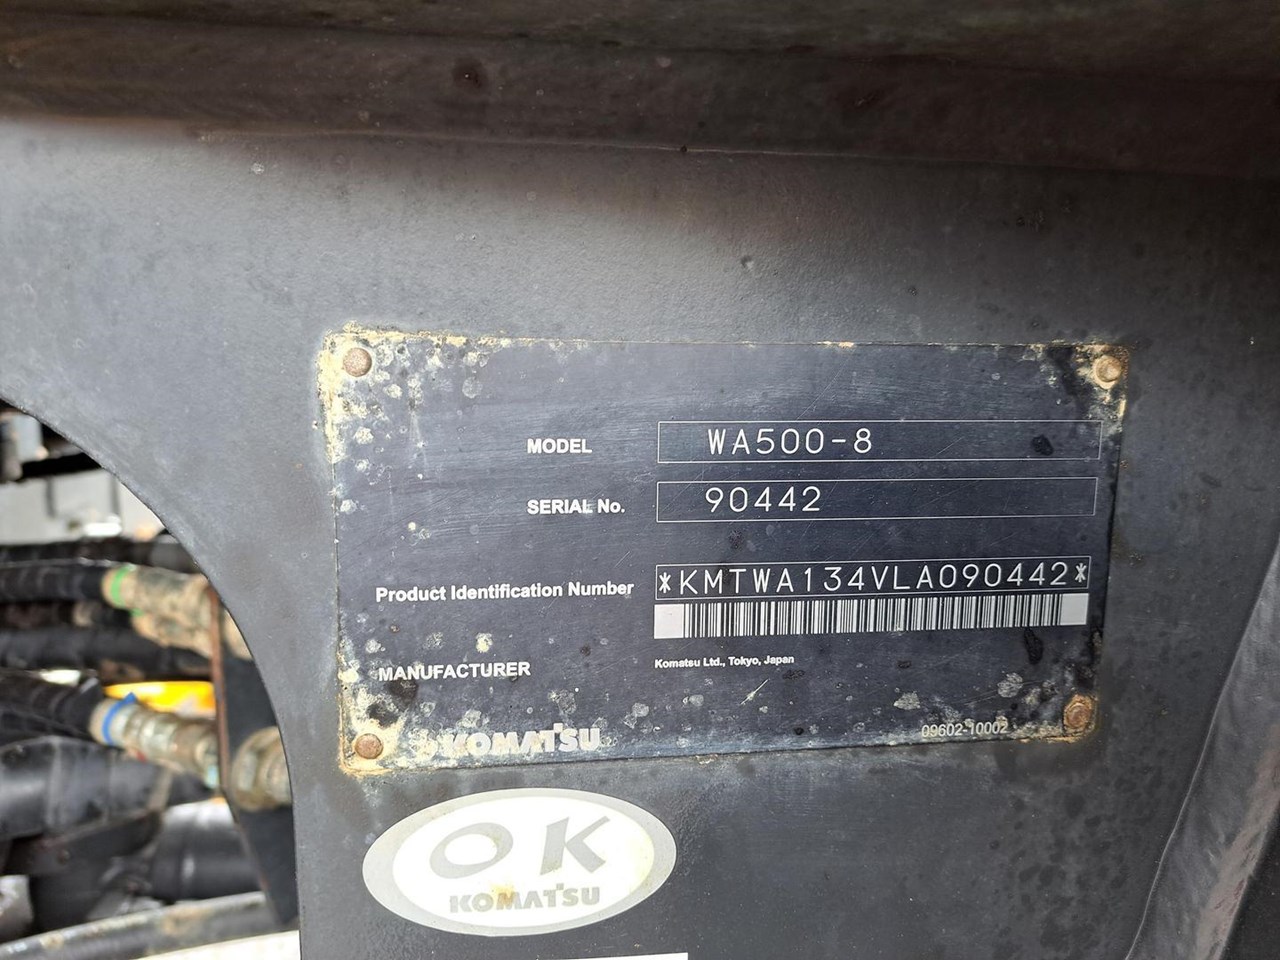 MODEL WA500-8
SERIAL No. 90442
Product Identification Number *KMTWA134VLA090442*
MANUFACTURER Komatsu Ltd., Tokyo, Japan
KOMATSU 09602-10002
OK
KOMATSU